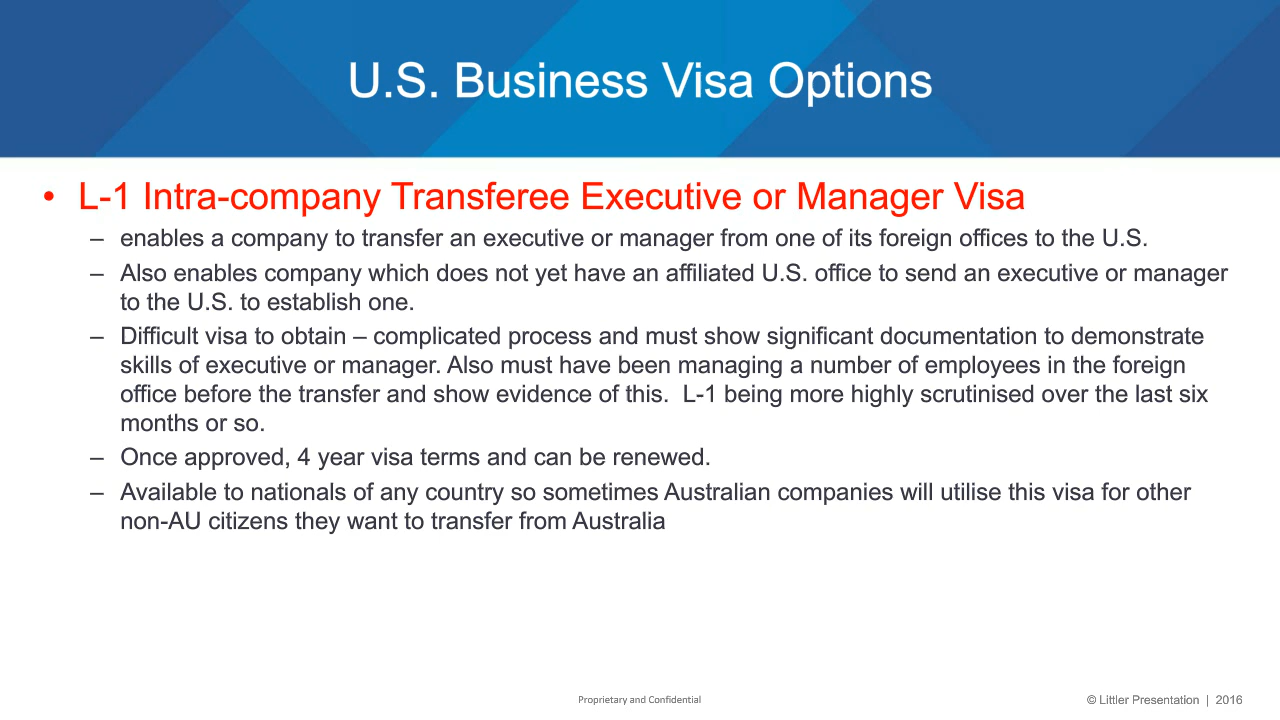 U.S. Business Visa Options
• L-1 Intra-company Transferee Executive or Manager Visa
– enables a company to transfer an executive or manager from one of its foreign offices to the U.S.
– Also enables company which does not yet have an affiliated U.S. office to send an executive or manager
to the U.S. to establish one.
– Difficult visa to obtain – complicated process and must show significant documentation to demonstrate
skills of executive or manager. Also must have been managing a number of employees in the foreign
office before the transfer and show evidence of this.  L-1 being more highly scrutinised over the last six
months or so.
– Once approved, 4 year visa terms and can be renewed.
– Available to nationals of any country so sometimes Australian companies will utilise this visa for other
non-AU citizens they want to transfer from Australia
Proprietary and Confidential
© Littler Presentation | 2016